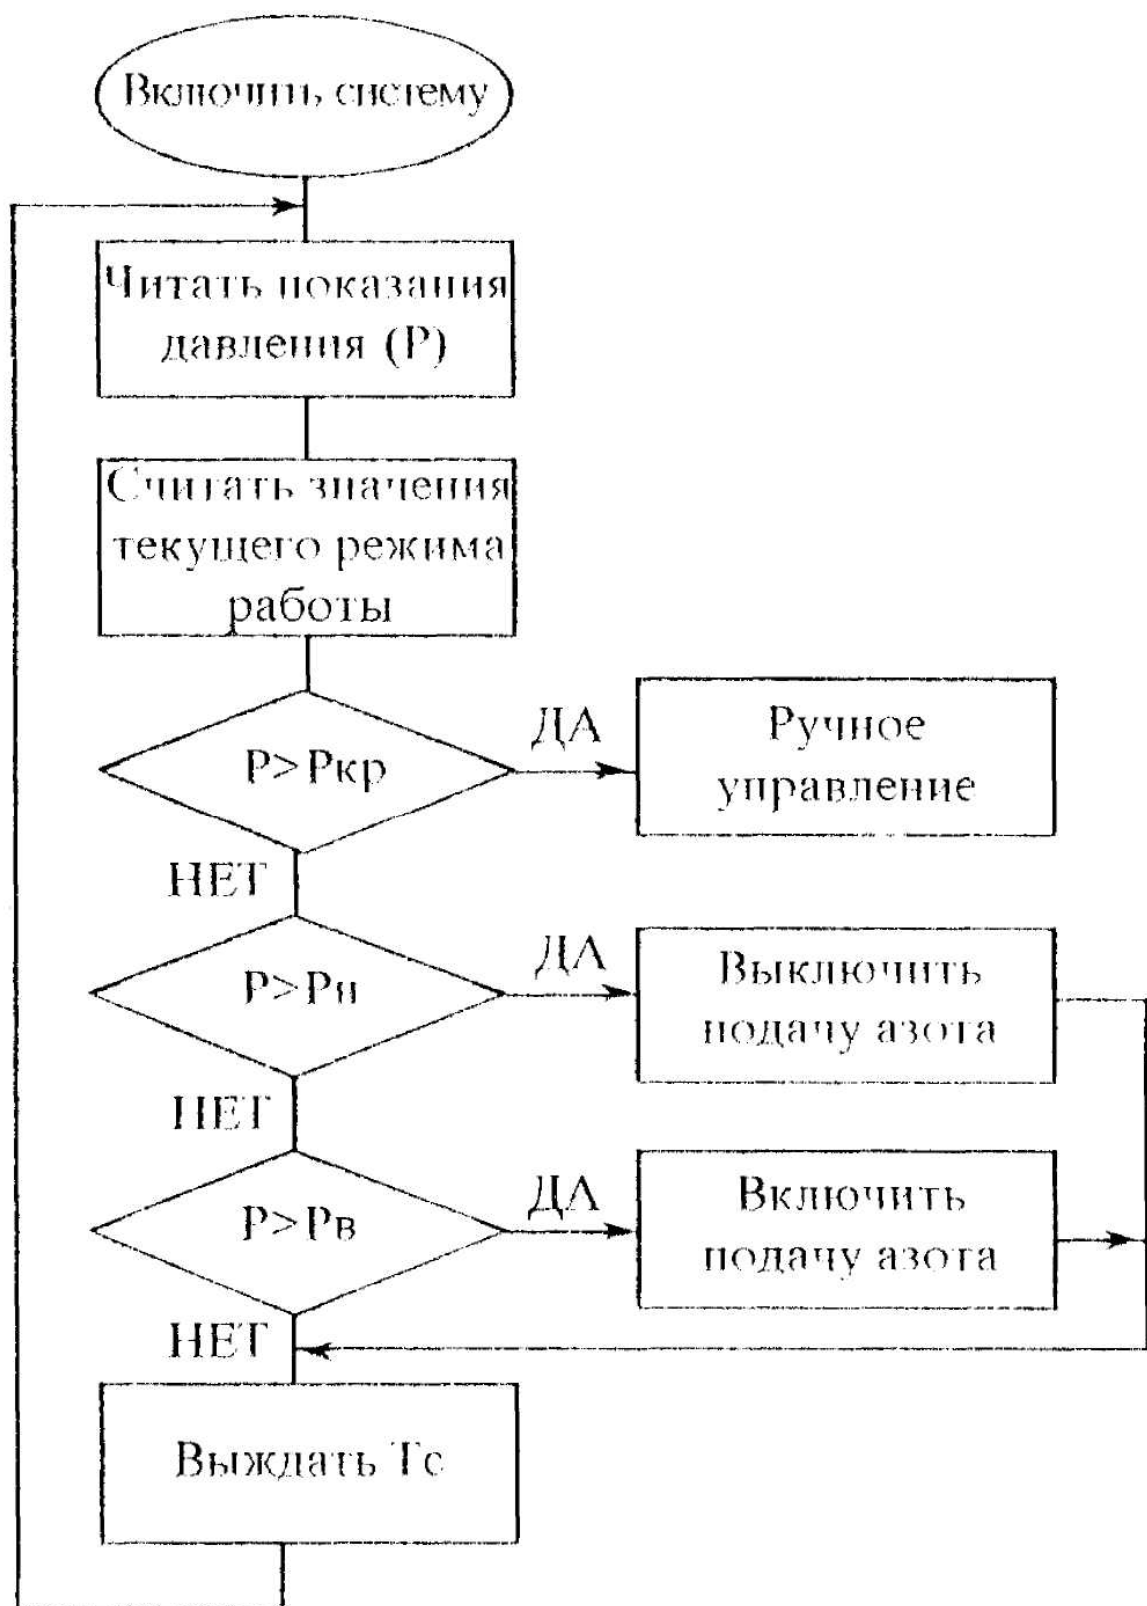 Включить систему
Читать показания
давления (P)
Считать значения
текущего режима
работы
P>Pкр
ДА
Ручное
управление
НЕТ
P>Pн
ДА
Выключить
подачу азота
НЕТ
P>Pв
ДА
Включить
подачу азота
НЕТ
Выждать Tc